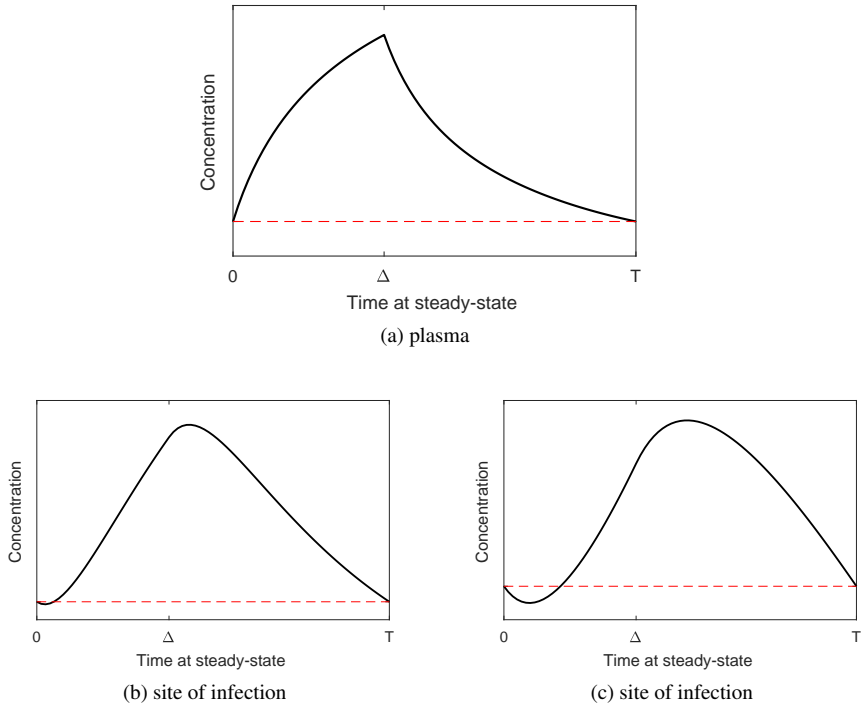 Concentration
0 Δ T
Time at steady-state
(a) plasma
Concentration
0 Δ T
Time at steady-state
(b) site of infection
Concentration
0 Δ T
Time at steady-state
(c) site of infection